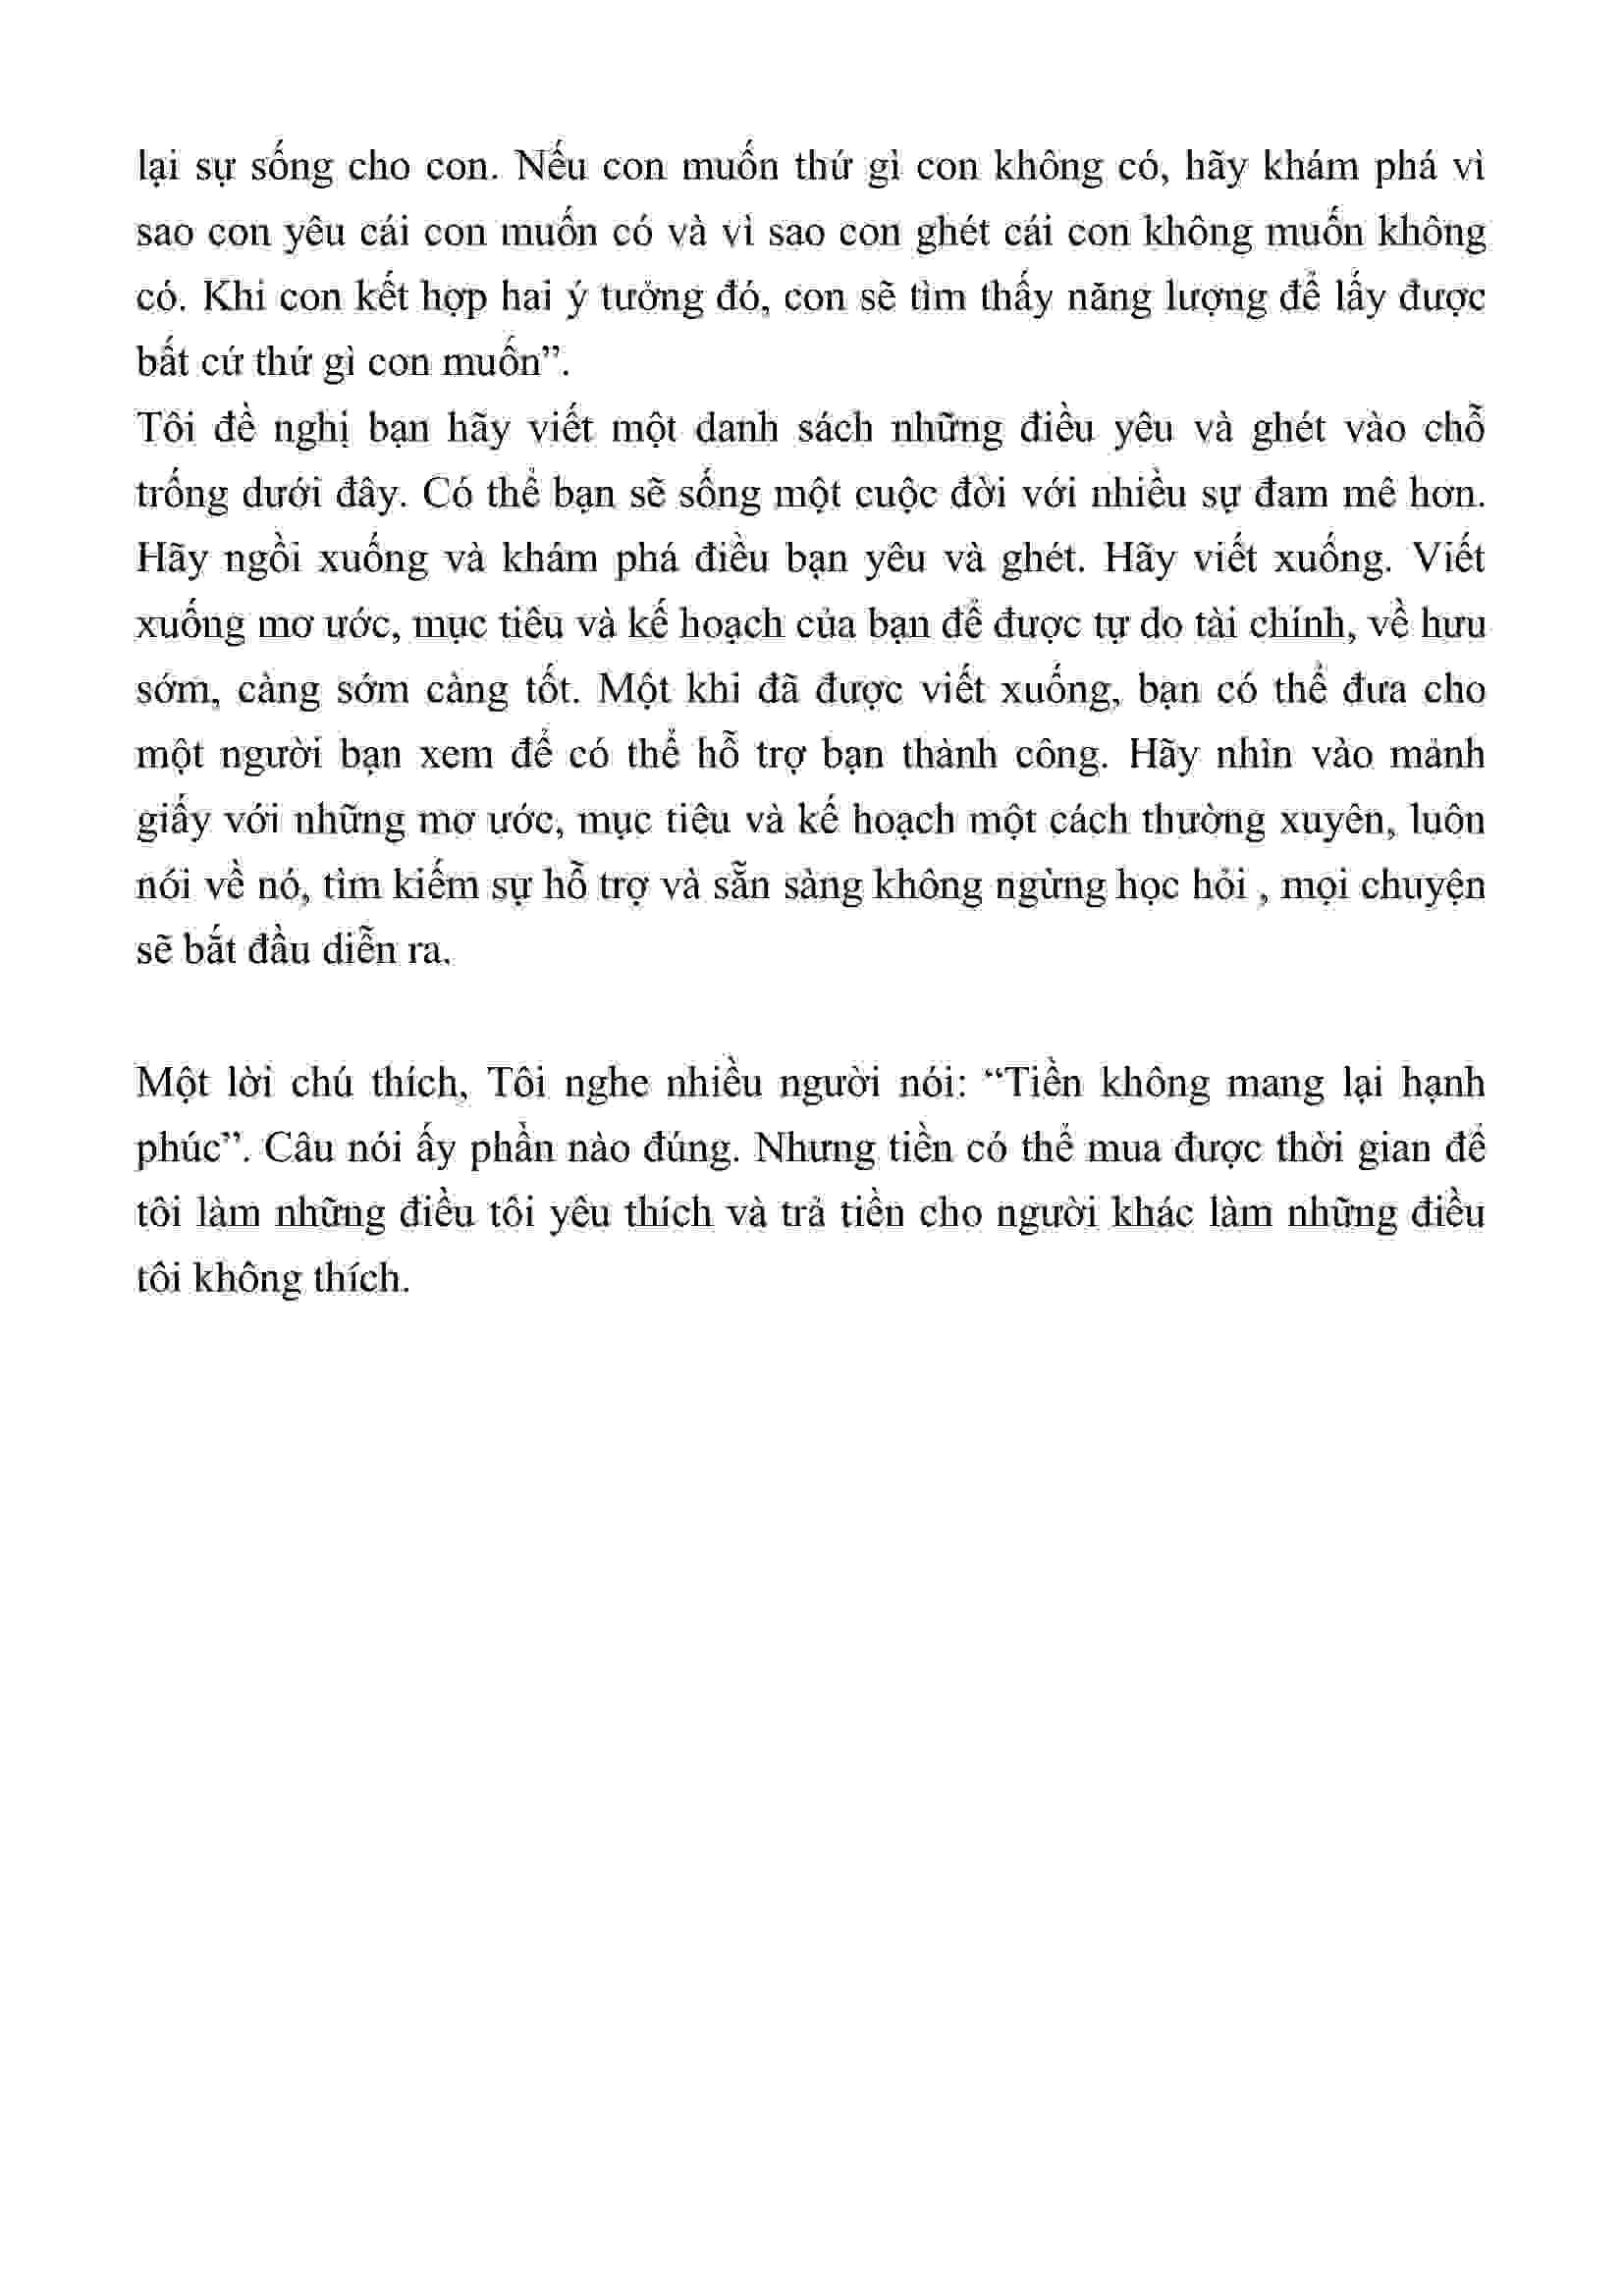 lại sự sống cho con. Nếu con muốn thứ gì con không có, hãy khám phá vì
sao con yêu cái con muốn có và vì sao con ghét cái con không muốn không
có. Khi con kết hợp hai ý tưởng đó, con sẽ tìm thấy năng lượng để lấy được
bất cứ thứ gì con muốn”.
Tôi đề nghị bạn hãy viết một danh sách những điều yêu và ghét vào chỗ
trống dưới đây. Có thể bạn sẽ sống một cuộc đời với nhiều sự đam mê hơn.
Hãy ngồi xuống và khám phá điều bạn yêu và ghét. Hãy viết xuống. Viết
xuống mơ ước, mục tiêu và kế hoạch của bạn để được tự do tài chính, về hưu
sớm, càng sớm càng tốt. Một khi đã được viết xuống, bạn có thể đưa cho
một người bạn xem để có thể hỗ trợ bạn thành công. Hãy nhìn vào mảnh
giấy với những mơ ước, mục tiêu và kế hoạch một cách thường xuyên, luôn
nói về nó, tìm kiếm sự hỗ trợ và sẵn sàng không ngừng học hỏi , mọi chuyện
sẽ bắt đầu diễn ra.
Một lời chú thích, Tôi nghe nhiều người nói: “Tiền không mang lại hạnh
phúc”. Câu nói ấy phần nào đúng. Nhưng tiền có thể mua được thời gian để
tôi làm những điều tôi yêu thích và trả tiền cho người khác làm những điều
tôi không thích.